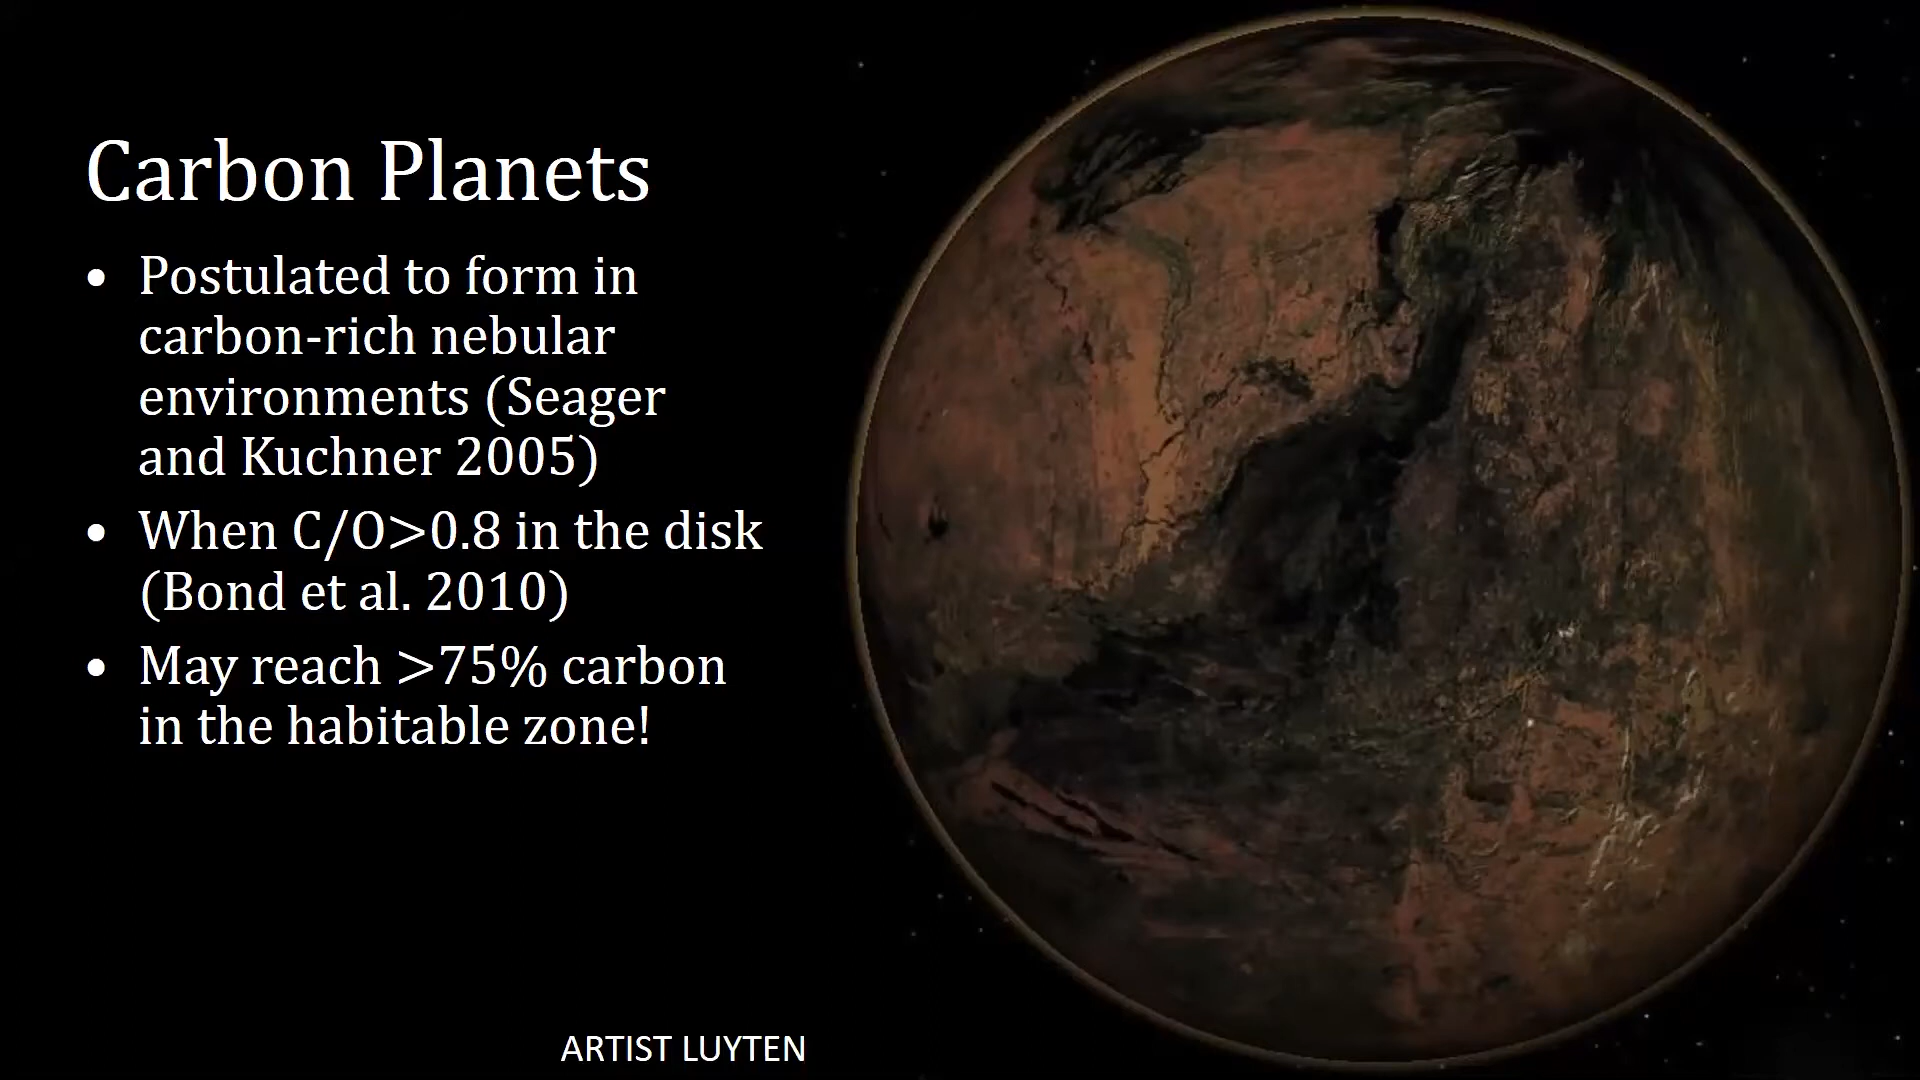 Carbon Planets
• Postulated to form in
carbon-rich nebular
environments (Seager
and Kuchner 2005)
• When C/O>0.8 in the disk
(Bond et al. 2010)
• May reach >75% carbon
in the habitable zone!
ARTIST LUYTEN